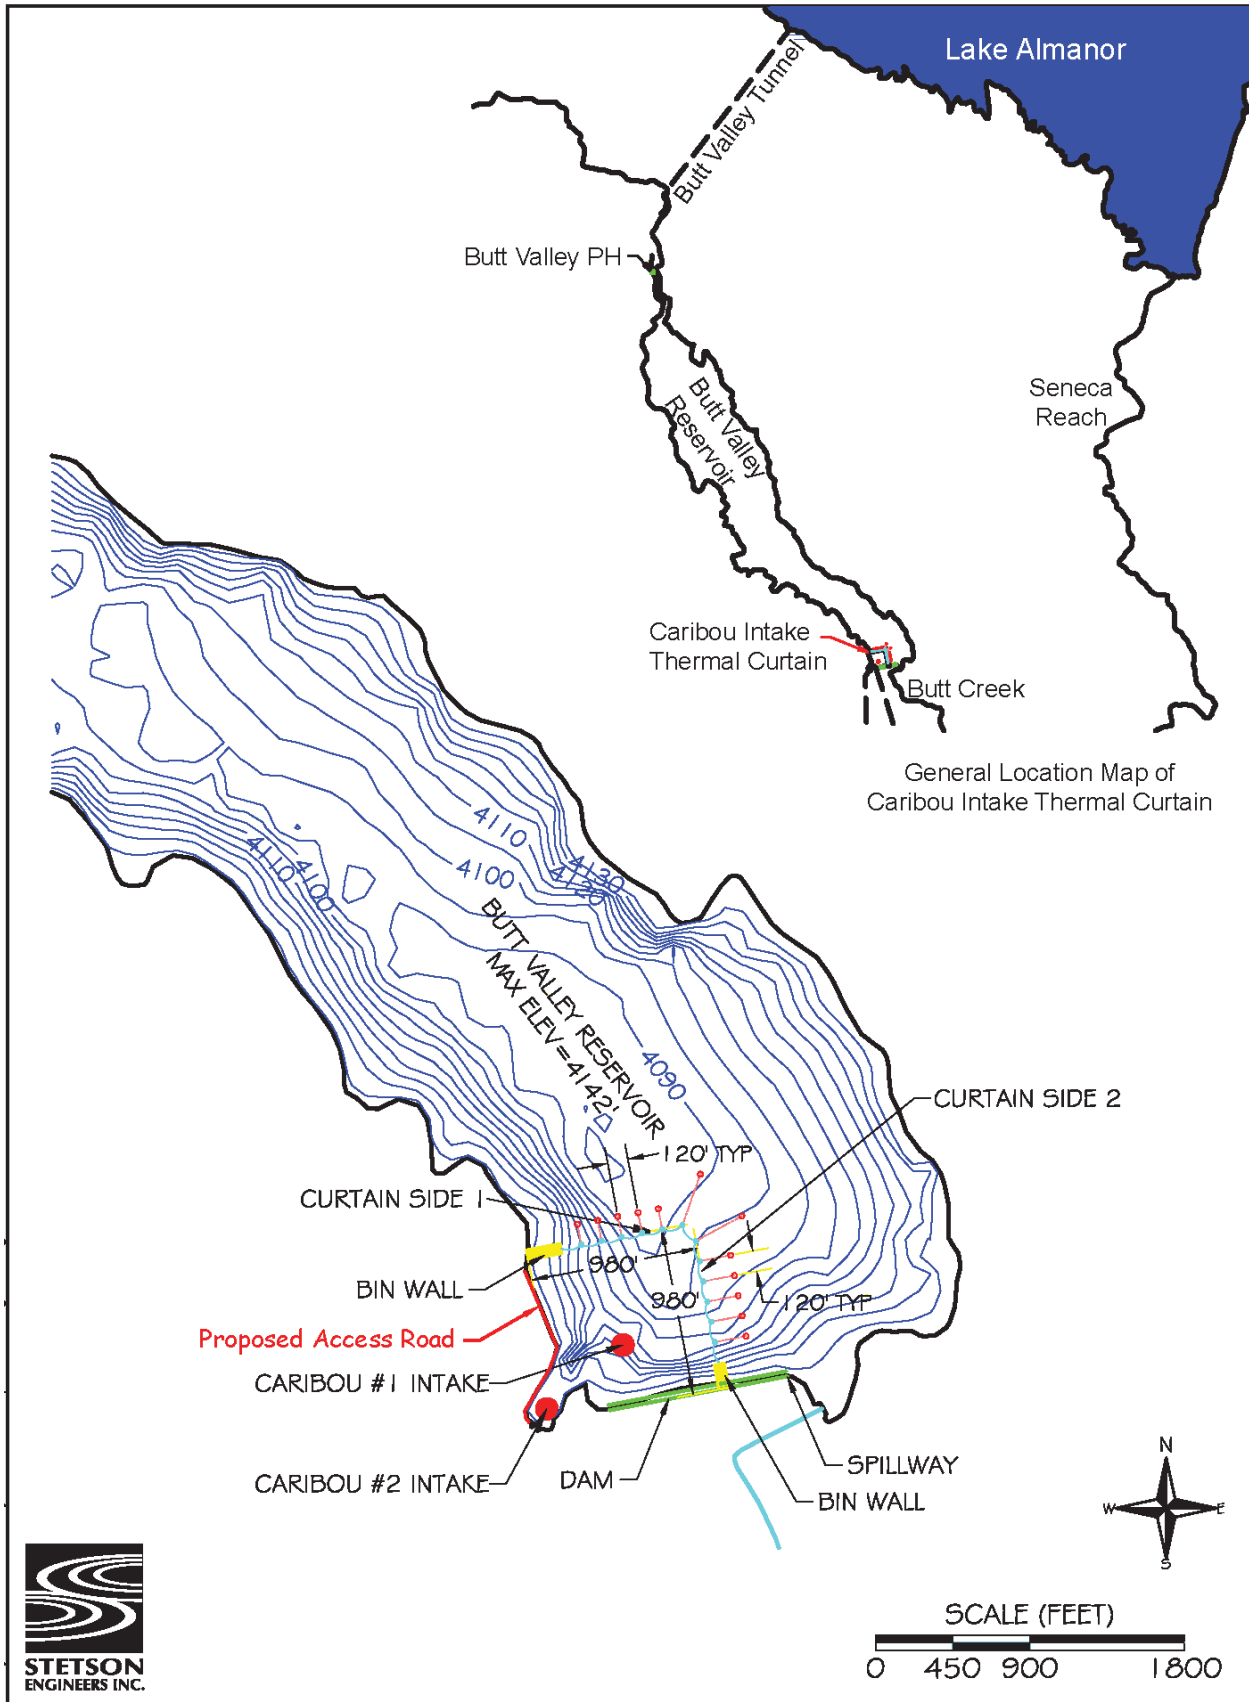 Lake Almanor
Butt Valley Tunnel
Butt Valley PH
Butt Valley
Reservoir
Seneca
Reach
Caribou Intake
Thermal Curtain
Butt Creek
General Location Map of
Caribou Intake Thermal Curtain
4110
4100
4130
4120
4110
4100
BUTT VALLEY RESERVOIR
MAX ELEV=4142'
4090
CURTAIN SIDE 2
120' TYP
CURTAIN SIDE 1
980'
BIN WALL
980'
120' TYP
Proposed Access Road
CARIBOU #1 INTAKE
CARIBOU #2 INTAKE
DAM
SPILLWAY
BIN WALL
N
W
E
S
STETSON
ENGINEERS INC.
SCALE (FEET)
0 450 900 1800